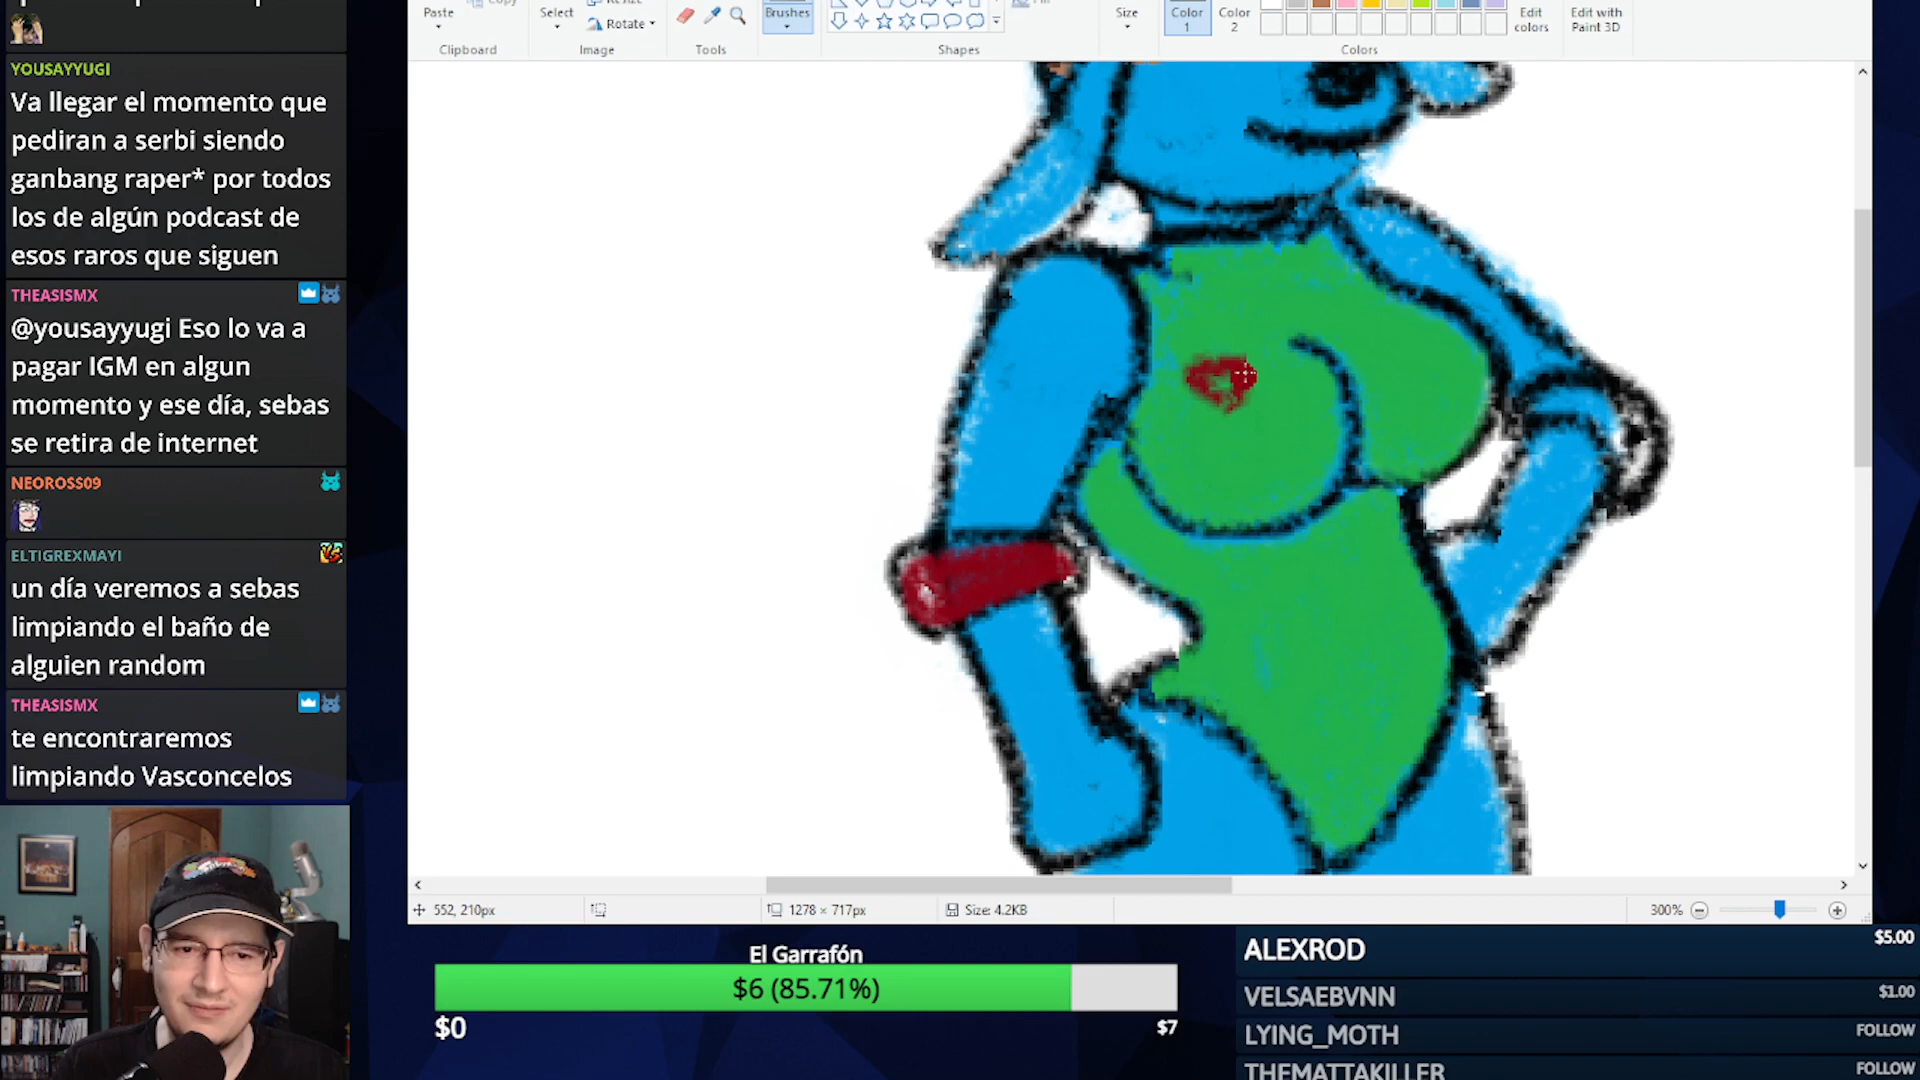 YOUSAYYUGI
Va llegar el momento que
pediran a serbi siendo
ganbang raper* por todos
los de algún podcast de
esos raros que siguen
THEASISMX
@yousayyugi Eso lo va a
pagar IGM en algun
momento y ese día, sebas
se retira de internet
NEOROSS09
ELTIGREXMAYI
un día veremos a sebas
limpiando el baño de
alguien random
THEASISMX
te encontraremos
limpiando Vasconcelos
Paste
Copy
Clipboard
Select
Rotate
Image
Tools
Brushes
Shapes
Size
Color
1
Color
2
Edit
colors
Colors
Edit with
Paint 3D
552, 210px
1278 × 717px
Size: 4.2KB
300%
El Garrafón
$6 (85.71%)
$0
$7
ALEXROD
$5.00
VELSAEBVNN
$1.00
LYING_MOTH
FOLLOW
THEMATTAKILLER
FOLLOW